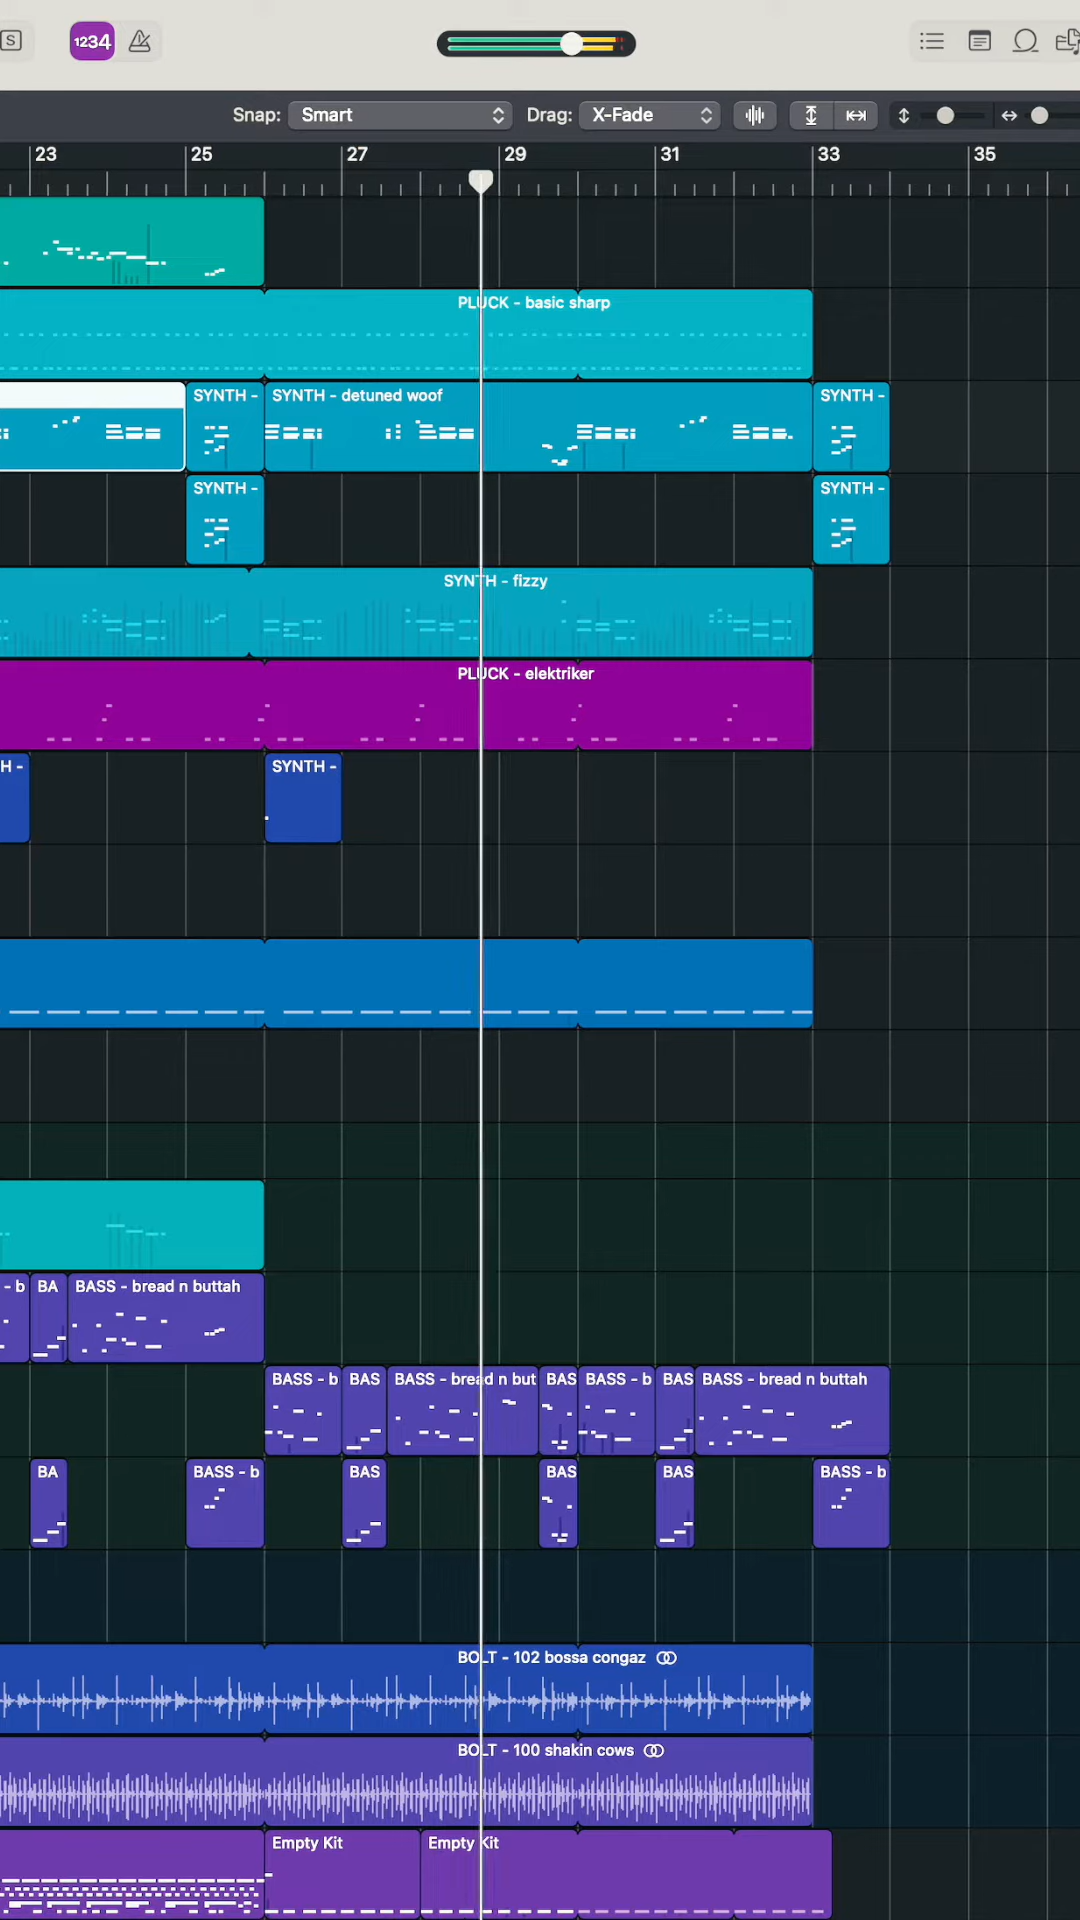 S
1234
Snap: Smart Drag: X-Fade
23 25 27 29 31 33 35
PLUCK - basic sharp
SYNTH - SYNTH - detuned woof SYNTH -
SYNTH - SYNTH -
SYNTH - fizzy
PLUCK - elektriker
H - SYNTH -
- b BA BASS - bread n buttah
BASS - b BAS BASS - bread n but BAS BASS - b BAS BASS - bread n buttah
BA BASS - b BAS BAS BAS BASS - b
BOLT - 102 bossa congaz
BOLT - 100 shakin cows
Empty Kit Empty Kit